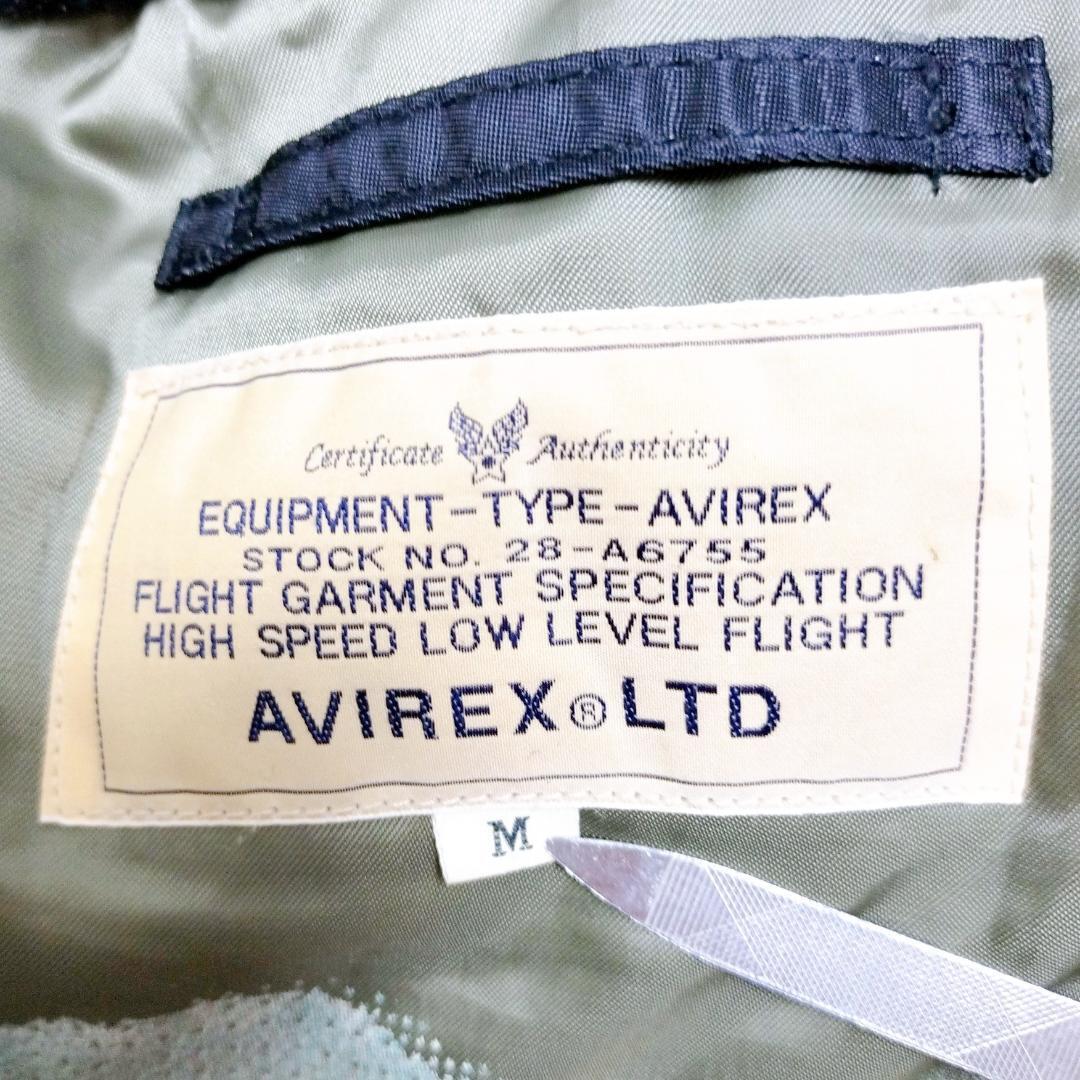 Certificate Authenticity
EQUIPMENT-TYPE-AVIREX
STOCK NO. 28-A6755
FLIGHT GARMENT SPECIFICATION
HIGH SPEED LOW LEVEL FLIGHT
AVIREX®LTD
M